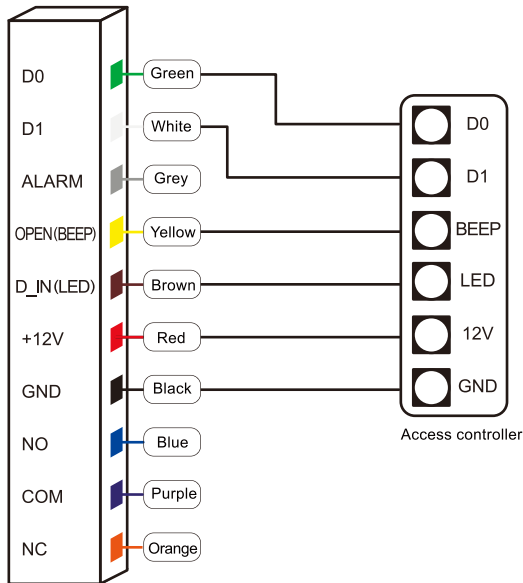 D0 Green
D1 White
ALARM Grey
OPEN(BEEP) Yellow
D_IN(LED) Brown
+12V Red
GND Black
NO Blue
COM Purple
NC Orange
D0
D1
BEEP
LED
12V
GND
Access controller